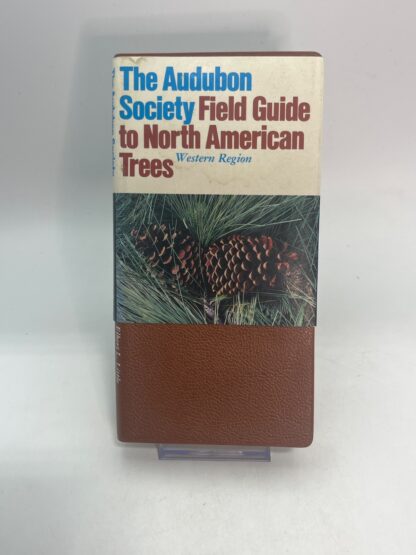 The Audubon
Society Field Guide
to North American
Trees Western Region